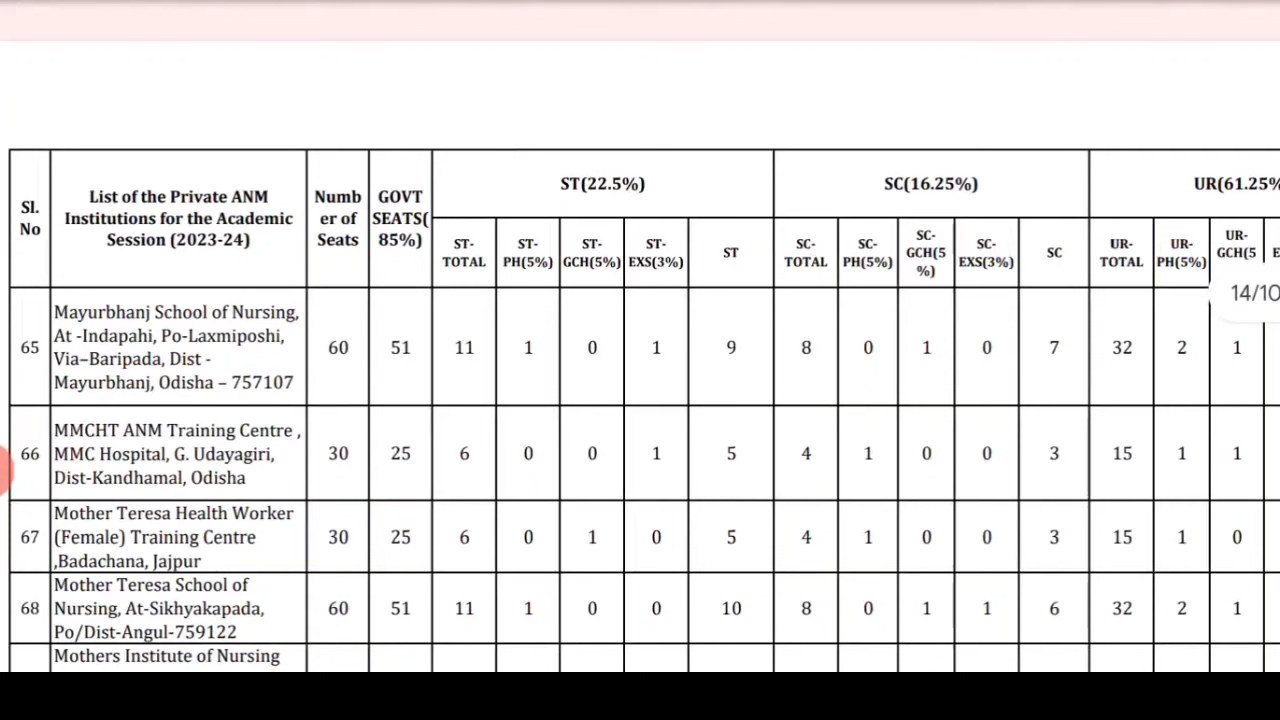 ST(22.5%) SC(16.25%) UR(61.25%
Sl. No List of the Private ANM Institutions for the Academic Session (2023-24) Numb er of Seats GOVT SEATS( 85%) ST- TOTAL ST- PH(5%) ST- GCH(5%) ST- EXS(3%) ST SC- TOTAL SC- PH(5%) SC- GCH(5 %) SC- EXS(3%) SC UR- TOTAL UR- PH(5%) UR- GCH(5 E
14/10
Mayurbhanj School of Nursing,
At -Indapahi, Po-Laxmiposhi,
65 60 51 11 1 0 1 9 8 0 1 0 7 32 2 1
Via–Baripada, Dist -
Mayurbhanj, Odisha – 757107
MMCHT ANM Training Centre ,
66 MMC Hospital, G. Udayagiri, 30 25 6 0 0 1 5 4 1 0 0 3 15 1 1
Dist-Kandhamal, Odisha
Mother Teresa Health Worker
67 (Female) Training Centre 30 25 6 0 1 0 5 4 1 0 0 3 15 1 0
,Badachana, Jajpur
Mother Teresa School of
68 Nursing, At-Sikhyakapada, 60 51 11 1 0 0 10 8 0 1 1 6 32 2 1
Po/Dist-Angul-759122
Mothers Institute of Nursing